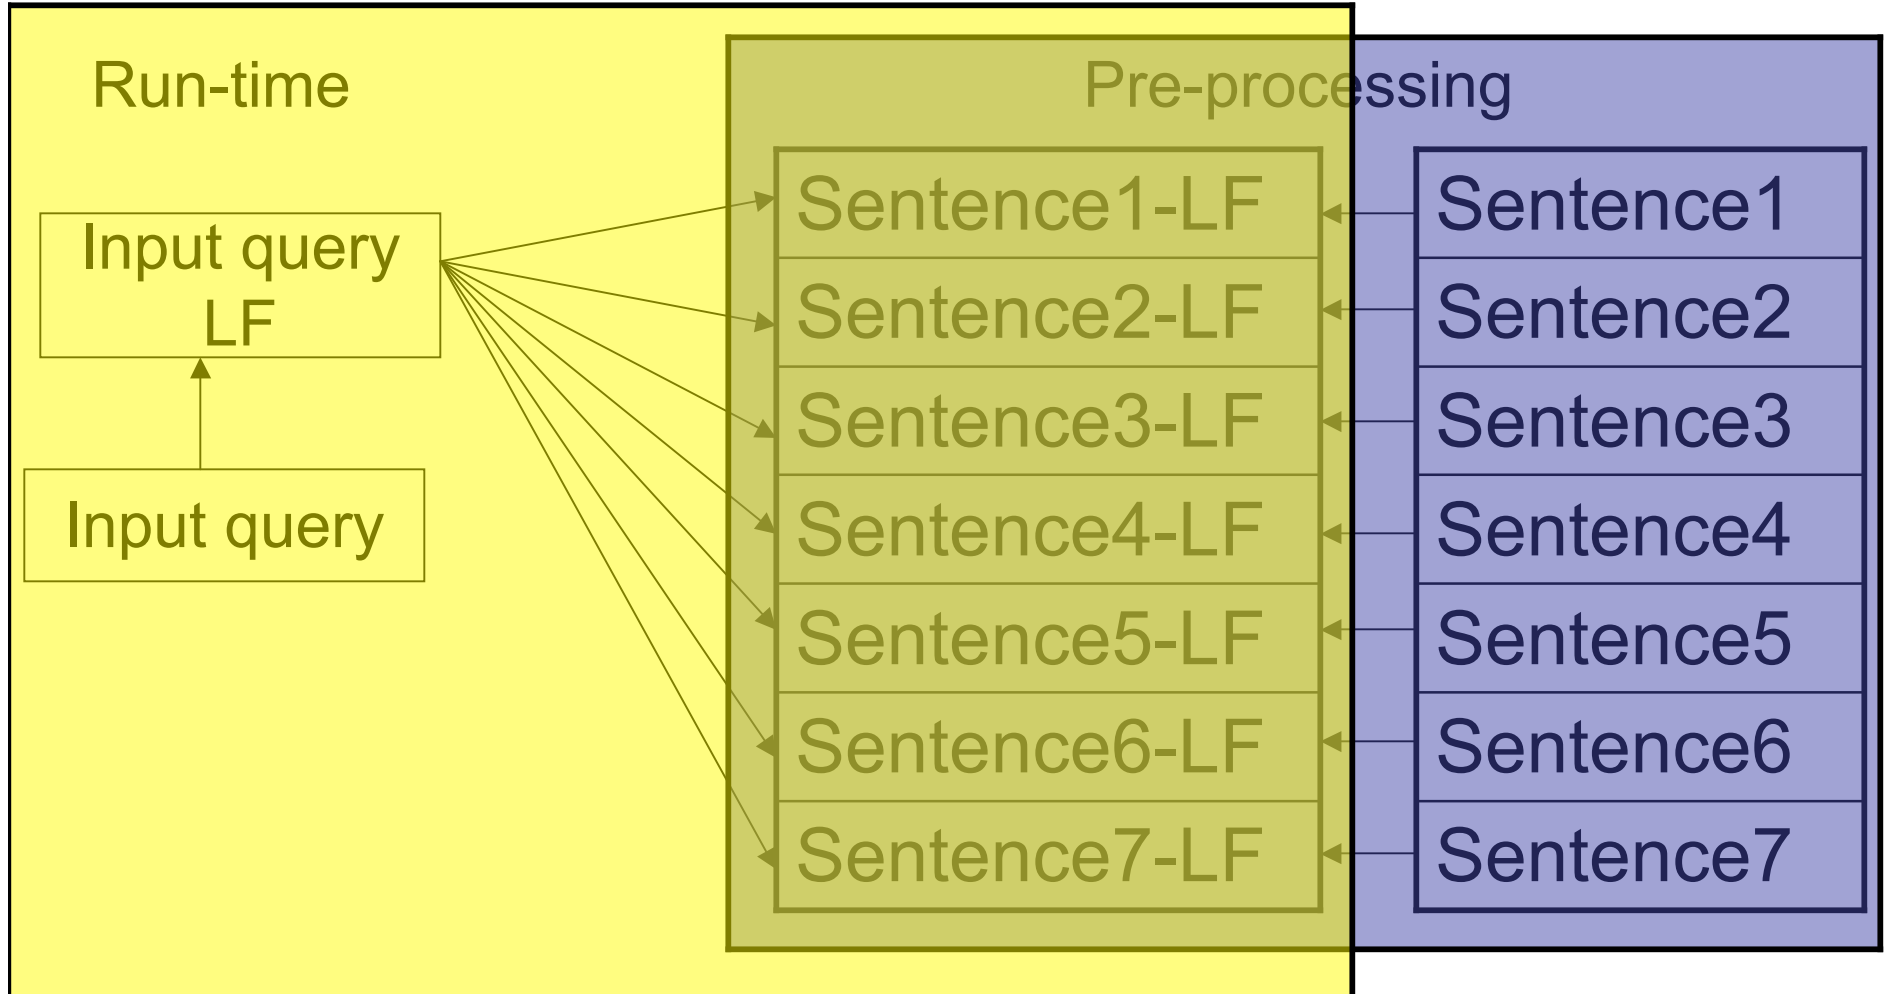 Run-time
Pre-processing
Input query
LF
Input query
Sentence1-LF
Sentence2-LF
Sentence3-LF
Sentence4-LF
Sentence5-LF
Sentence6-LF
Sentence7-LF
Sentence1
Sentence2
Sentence3
Sentence4
Sentence5
Sentence6
Sentence7